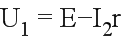 U₁ = E−I₂r